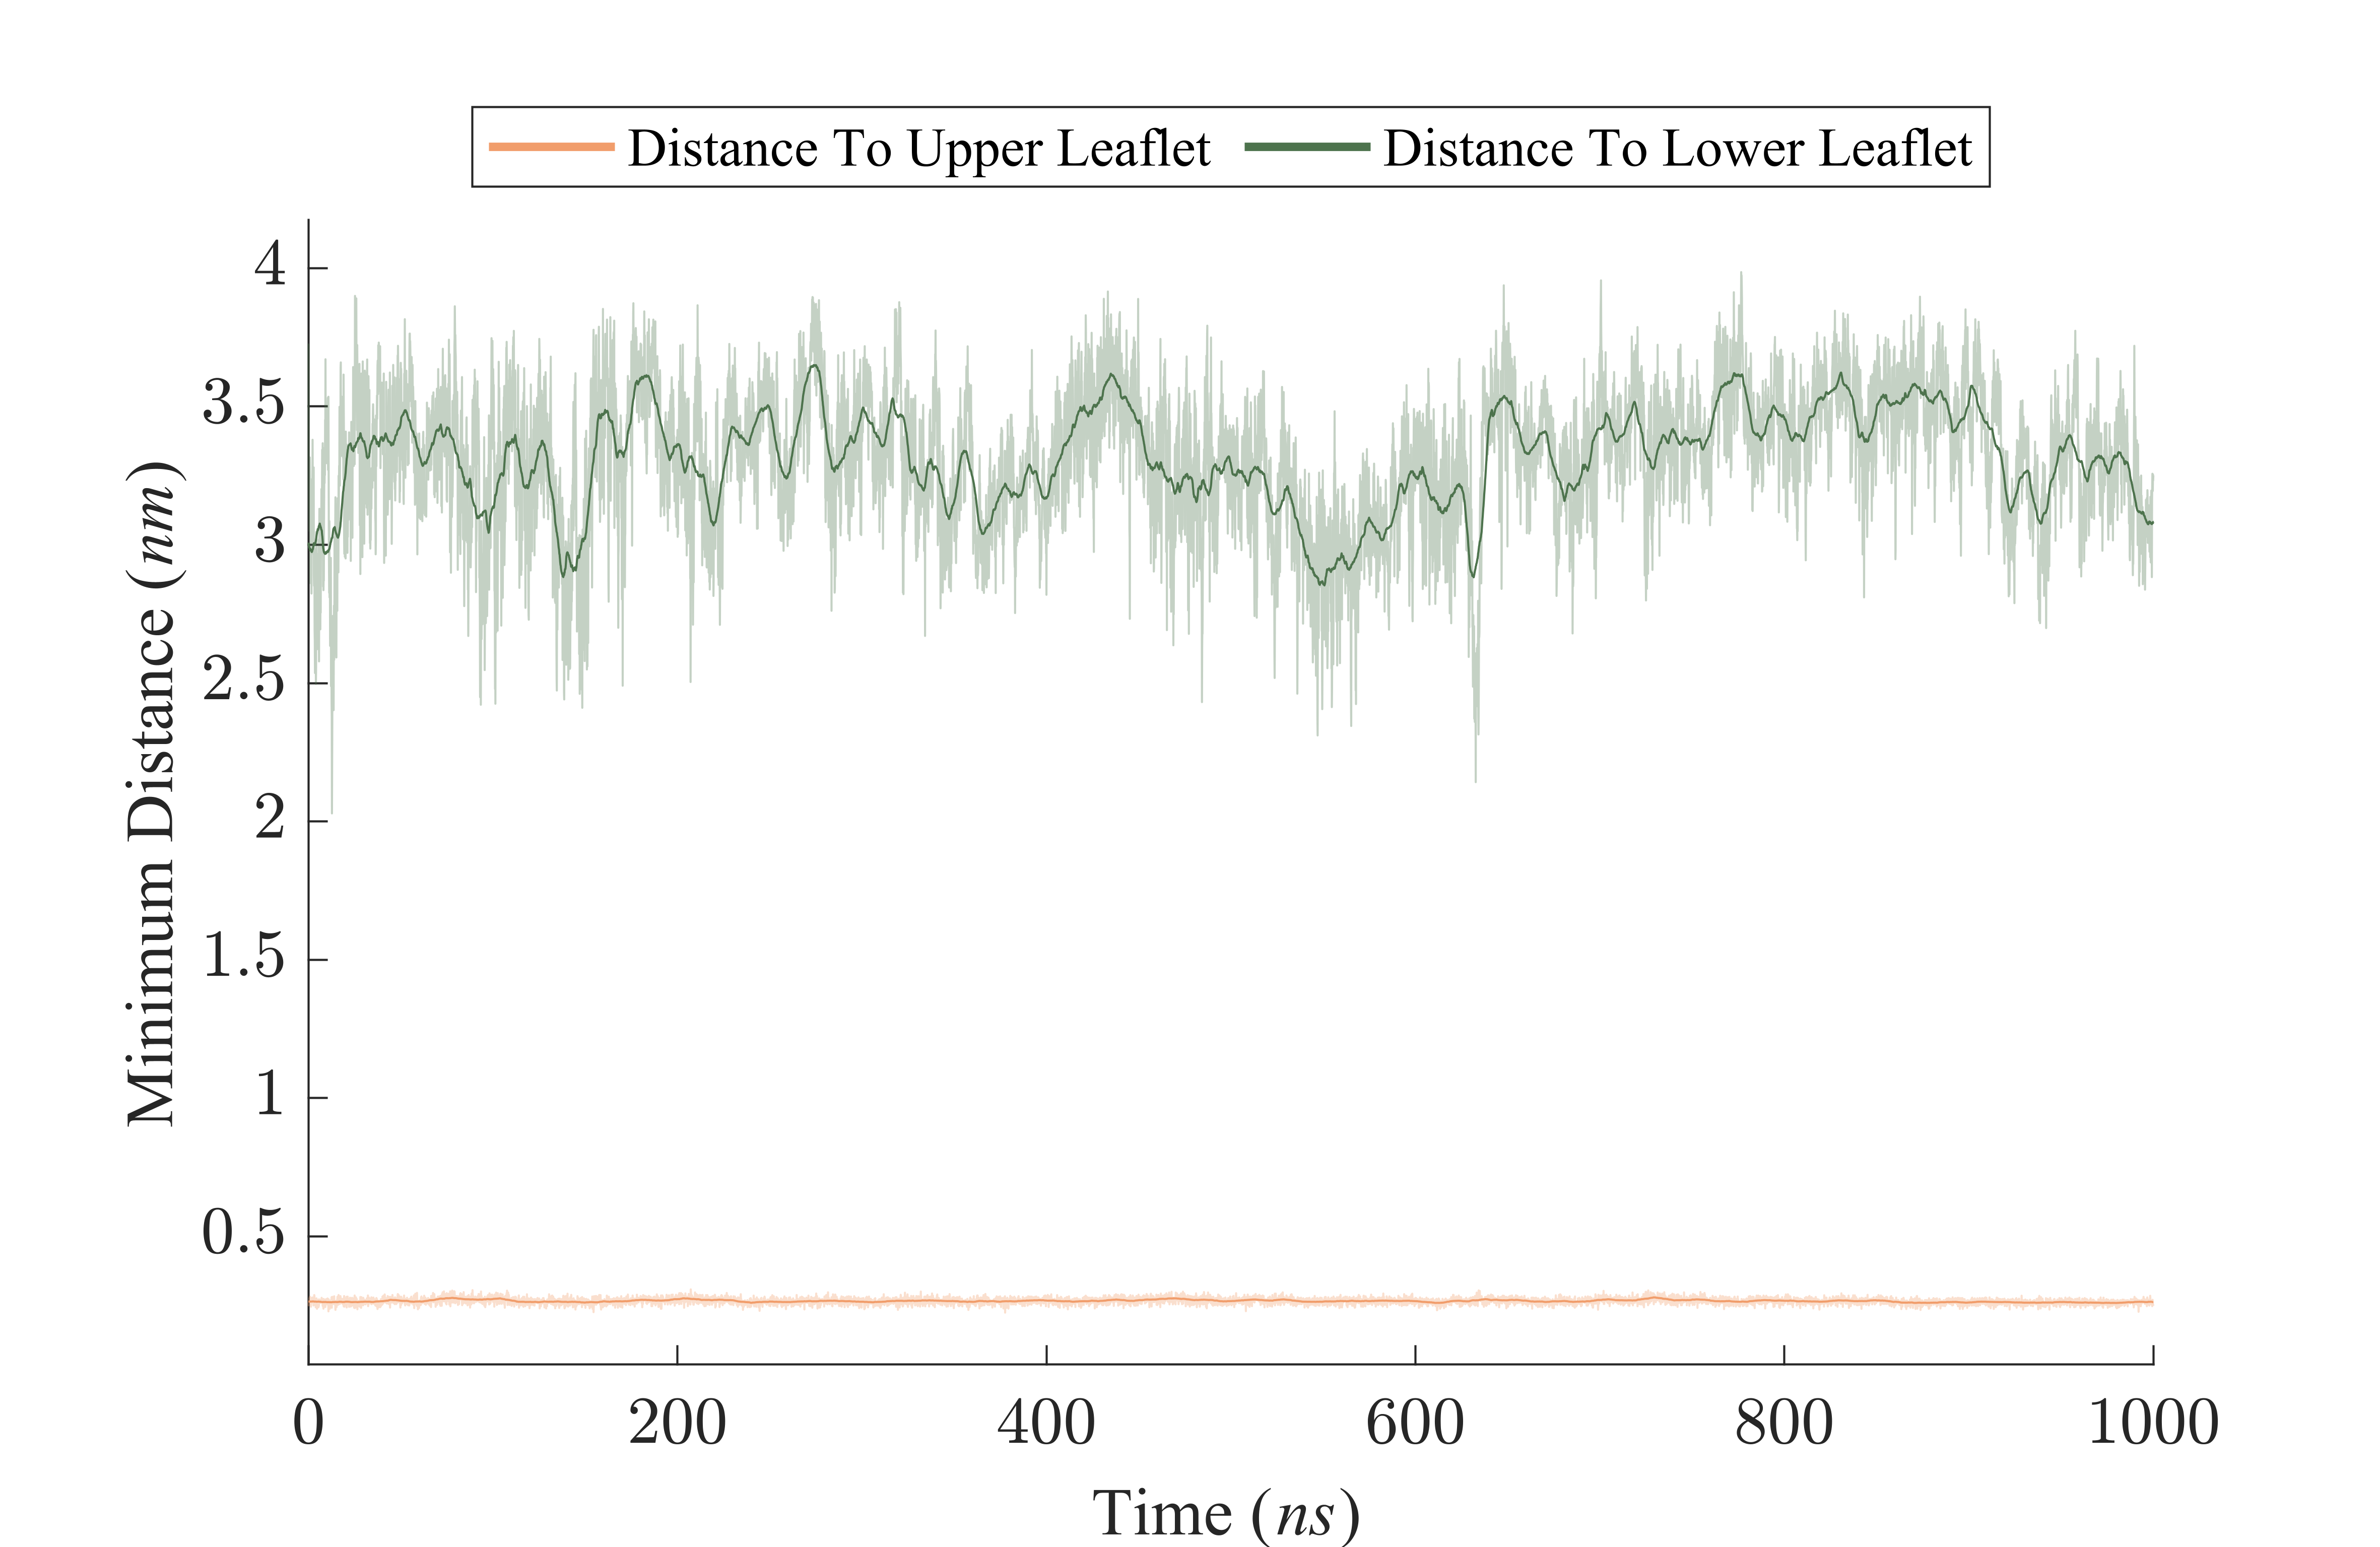 Distance To Upper Leaflet Distance To Lower Leaflet
4
3.5
3
2.5
2
1.5
1
0.5
Minimum Distance (nm)
0 200 400 600 800 1000
Time (ns)